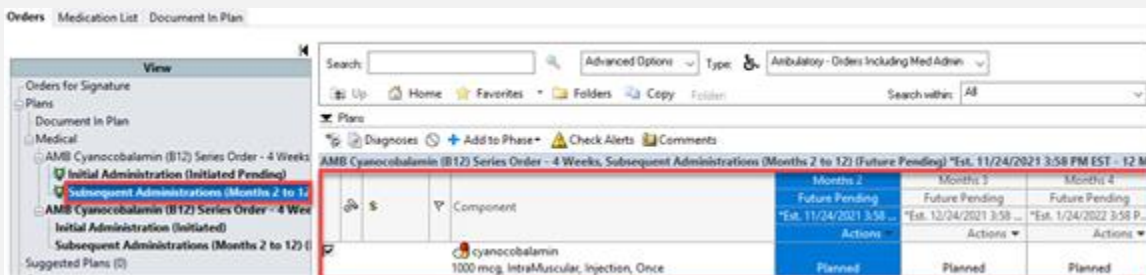 Orders Medication List Document In Plan
View
Orders for Signature
Plans
Document In Plan
Medical
AMB Cyanocobalamin (B12) Series Order - 4 Weeks
Initial Administration (Initiated Pending)
Subsequent Administrations (Months 2 to 12
AMB Cyanocobalamin (B12) Series Order - 4 Wee
Initial Administration (Initiated)
Subsequent Administrations (Months 2 to 12) (I
Suggested Plans (0)
Search: Advanced Options Type: Ambulatory - Orders Including Med Admin
Up Home Favorites Folders Copy Folder: Search within: All
Plans
Diagnoses Add to Phase Check Alerts Comments
AMB Cyanocobalamin (B12) Series Order - 4 Weeks, Subsequent Administrations (Months 2 to 12) (Future Pending) *Est. 11/24/2021 3:58 PM EST - 12 M
Months 2 Months 3 Months 4
$ Component Future Pending Future Pending Future Pending
*Est. 11/24/2021 3:58 ... *Est. 12/24/2021 3:58 ... *Est. 1/24/2022 3:58 P...
Actions Actions Actions
cyanocobalamin
1000 mcg, IntraMuscular, Injection, Once Planned Planned Planned